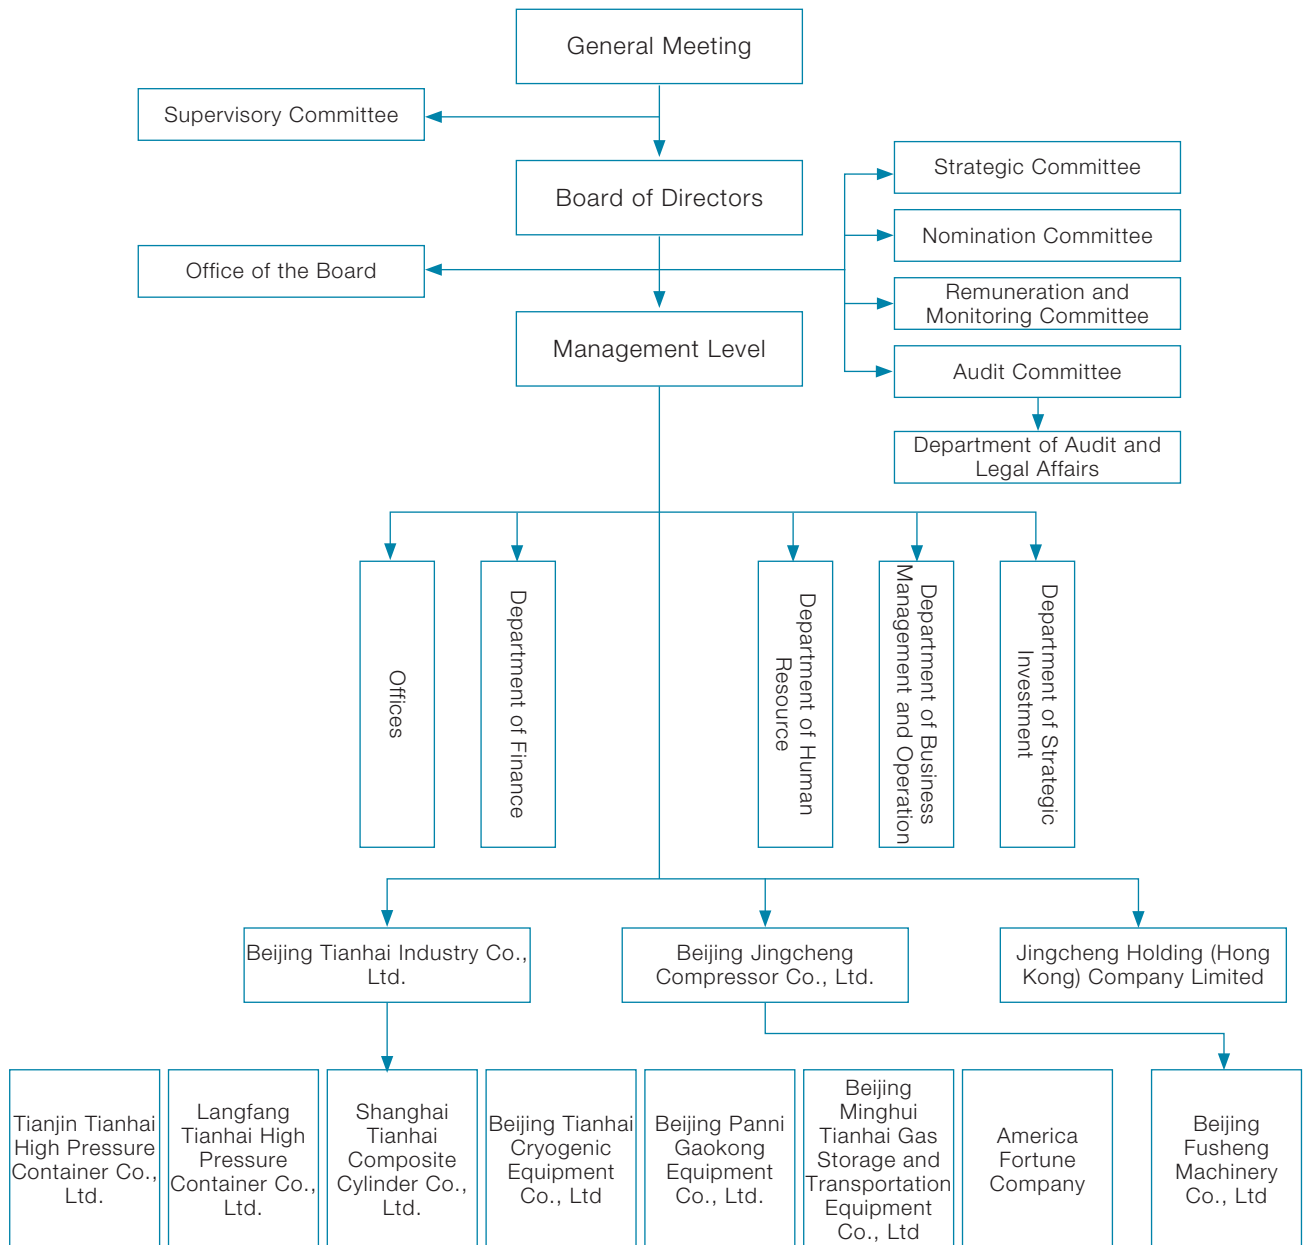 General Meeting
Supervisory Committee
Board of Directors
Strategic Committee
Nomination Committee
Office of the Board
Remuneration and
Monitoring Committee
Management Level
Audit Committee
Department of Audit and
Legal Affairs
Offices
Department of Finance
Department of Human
Resource
Department of Business
Management and Operation
Department of Strategic
Investment
Beijing Tianhai Industry Co.,
Ltd.
Beijing Jingcheng
Compressor Co., Ltd.
Jingcheng Holding (Hong
Kong) Company Limited
Tianjin Tianhai
High Pressure
Container Co.,
Ltd.
Langfang
Tianhai High
Pressure
Container Co.,
Ltd.
Shanghai
Tianhai
Composite
Cylinder Co.,
Ltd.
Beijing Tianhai
Cryogenic
Equipment
Co., Ltd
Beijing Panni
Gaokong
Equipment
Co., Ltd.
Beijing
Minghui
Tianhai Gas
Storage and
Transportation
Equipment
Co., Ltd
America
Fortune
Company
Beijing
Fusheng
Machinery
Co., Ltd